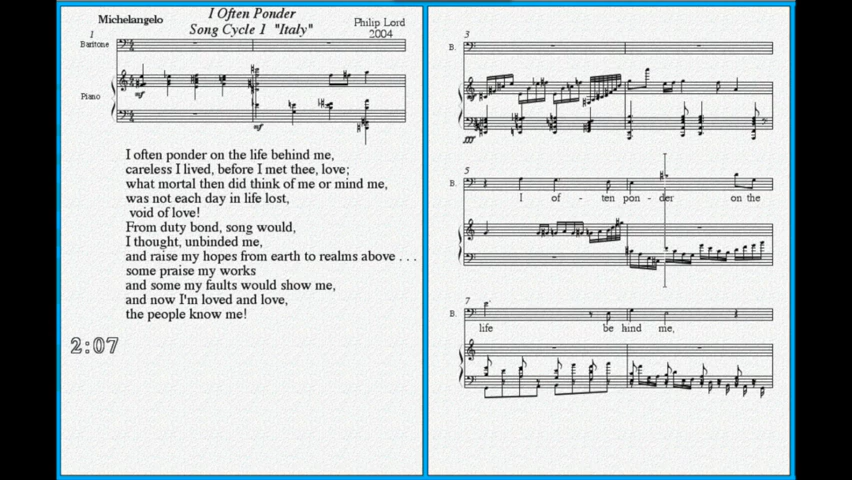 Michelangelo
I Often Ponder
Song Cycle 1 "Italy"
Philip Lord
2004
1
Baritone
Piano
mf
mf
I often ponder on the life behind me,
careless I lived, before I met thee, love;
what mortal then did think of me or mind me,
was not each day in life lost,
void of love!
From duty bond, song would,
I thought, unbinded me,
and raise my hopes from earth to realms above . . .
some praise my works
and some my faults would show me,
and now I'm loved and love,
the people know me!
2:07
3
B.
fff
5
B.
I of - ten pon - der on the
7
B.
life be hind me,